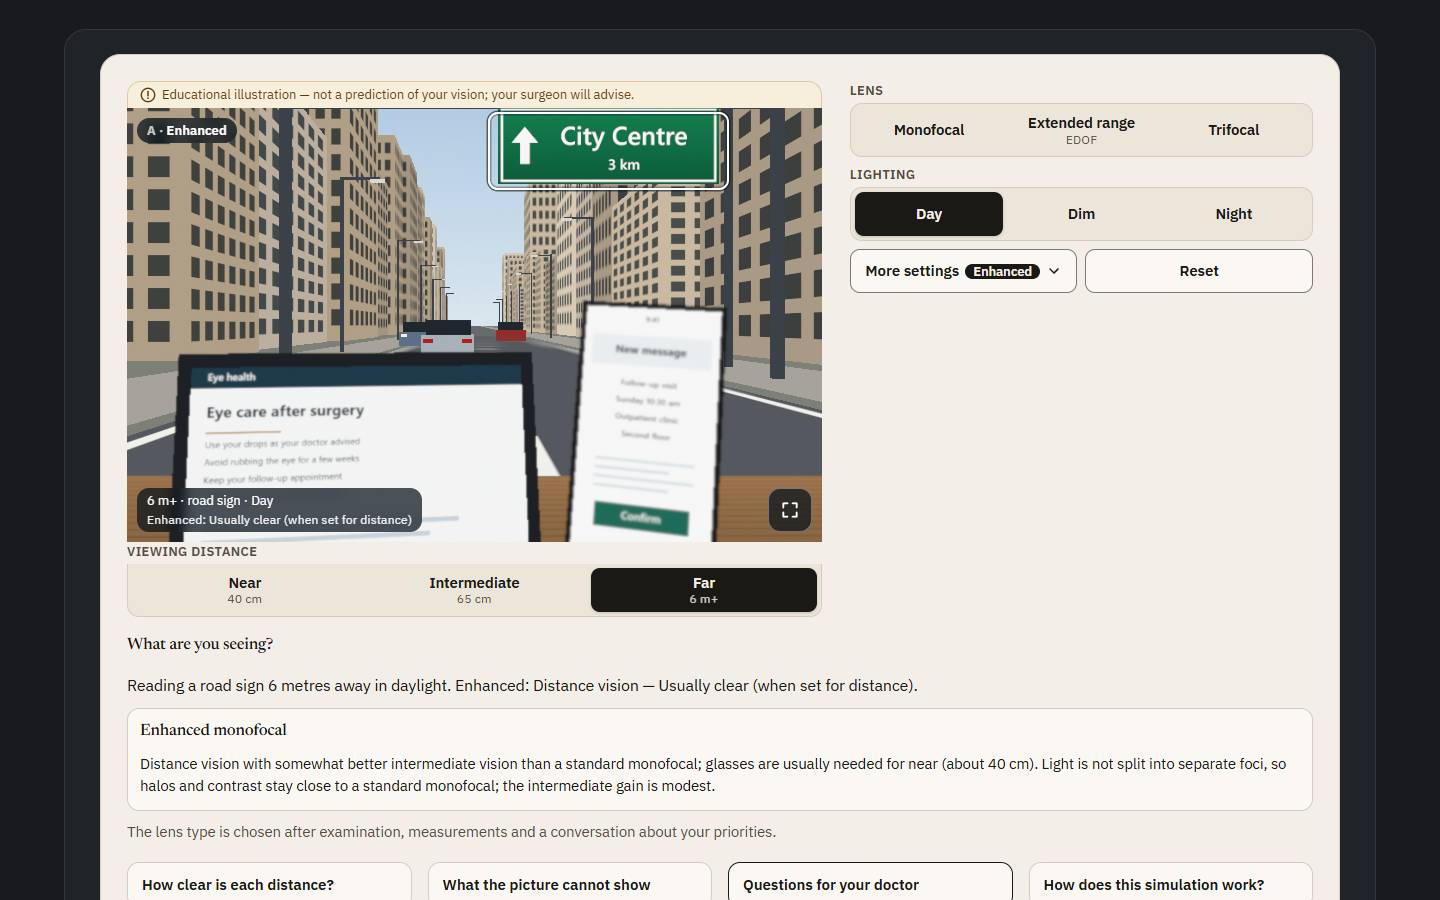 Educational illustration — not a prediction of your vision; your surgeon will advise.
A · Enhanced
City Centre
3 km
Eye health
Eye care after surgery
Use your drops as your doctor advised
Avoid rubbing the eye for a few weeks
Keep your follow-up appointment
New message
Follow-up visit
Sunday 10:30 am
Outpatient clinic
Second floor
Confirm
6 m+ · road sign · Day
Enhanced: Usually clear (when set for distance)
VIEWING DISTANCE
Near
40 cm
Intermediate
65 cm
Far
6 m+
LENS
Monofocal
Extended range
EDOF
Trifocal
LIGHTING
Day
Dim
Night
More settings Enhanced
Reset
What are you seeing?
Reading a road sign 6 metres away in daylight. Enhanced: Distance vision — Usually clear (when set for distance).
Enhanced monofocal
Distance vision with somewhat better intermediate vision than a standard monofocal; glasses are usually needed for near (about 40 cm). Light is not split into separate foci, so
halos and contrast stay close to a standard monofocal; the intermediate gain is modest.
The lens type is chosen after examination, measurements and a conversation about your priorities.
How clear is each distance?
What the picture cannot show
Questions for your doctor
How does this simulation work?